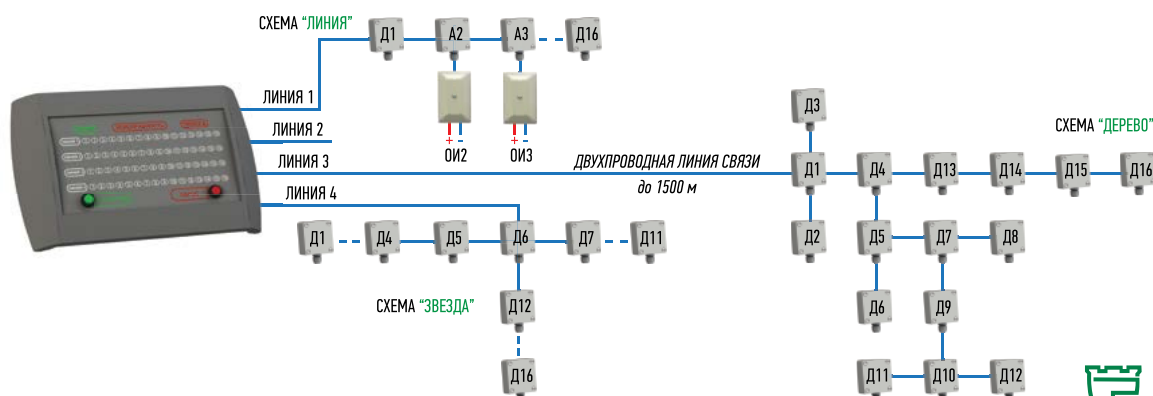 СХЕМА "ЛИНИЯ"
Д1
А2
А3
Д16
ОИ2
ОИ3
+
-
+
-
ЛИНИЯ 1
ЛИНИЯ 2
ЛИНИЯ 3
ЛИНИЯ 4
ДВУХПРОВОДНАЯ ЛИНИЯ СВЯЗИ
до 1500 м
СХЕМА "ДЕРЕВО"
Д3
Д1
Д4
Д13
Д14
Д15
Д16
Д2
Д5
Д7
Д8
Д6
Д9
Д11
Д10
Д12
Д1
Д4
Д5
Д6
Д7
Д11
СХЕМА "ЗВЕЗДА"
Д12
Д16